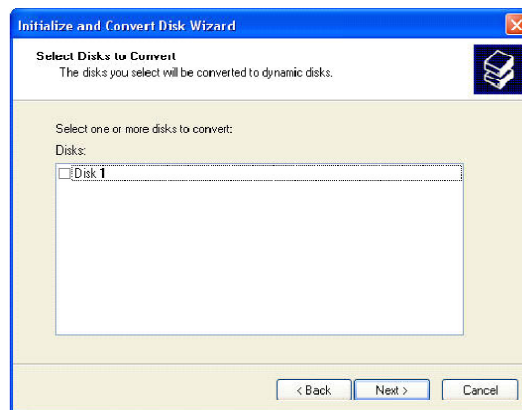 Initialize and Convert Disk Wizard
Select Disks to Convert
The disks you select will be converted to dynamic disks.
Select one or more disks to convert:
Disks:
Disk 1
< Back Next > Cancel